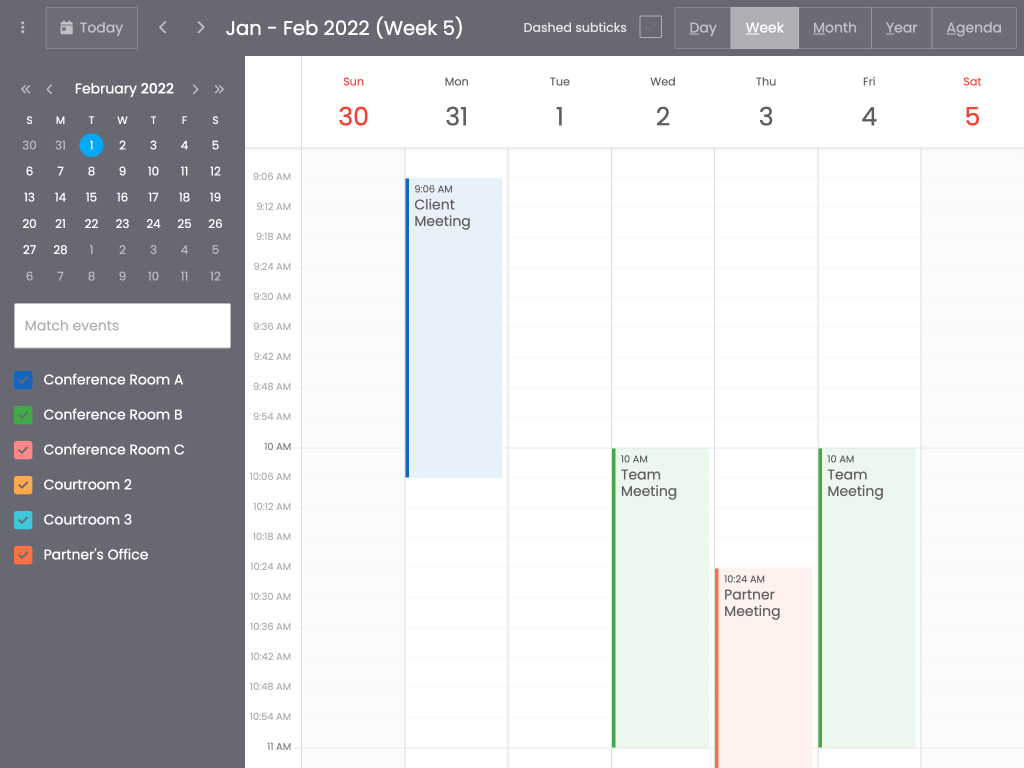 Today
Jan - Feb 2022 (Week 5)
Dashed subticks
Day Week Month Year Agenda
February 2022
S M T W T F S
30 31 1 2 3 4 5
6 7 8 9 10 11 12
13 14 15 16 17 18 19
20 21 22 23 24 25 26
27 28 1 2 3 4 5
6 7 8 9 10 11 12
Match events
Conference Room A
Conference Room B
Conference Room C
Courtroom 2
Courtroom 3
Partner's Office
Sun Mon Tue Wed Thu Fri Sat
30 31 1 2 3 4 5
9:06 AM
9:12 AM
9:18 AM
9:24 AM
9:30 AM
9:36 AM
9:42 AM
9:48 AM
9:54 AM
10 AM
10:06 AM
10:12 AM
10:18 AM
10:24 AM
10:30 AM
10:36 AM
10:42 AM
10:48 AM
10:54 AM
11 AM
9:06 AM
Client
Meeting
10 AM
Team
Meeting
10:24 AM
Partner
Meeting
10 AM
Team
Meeting